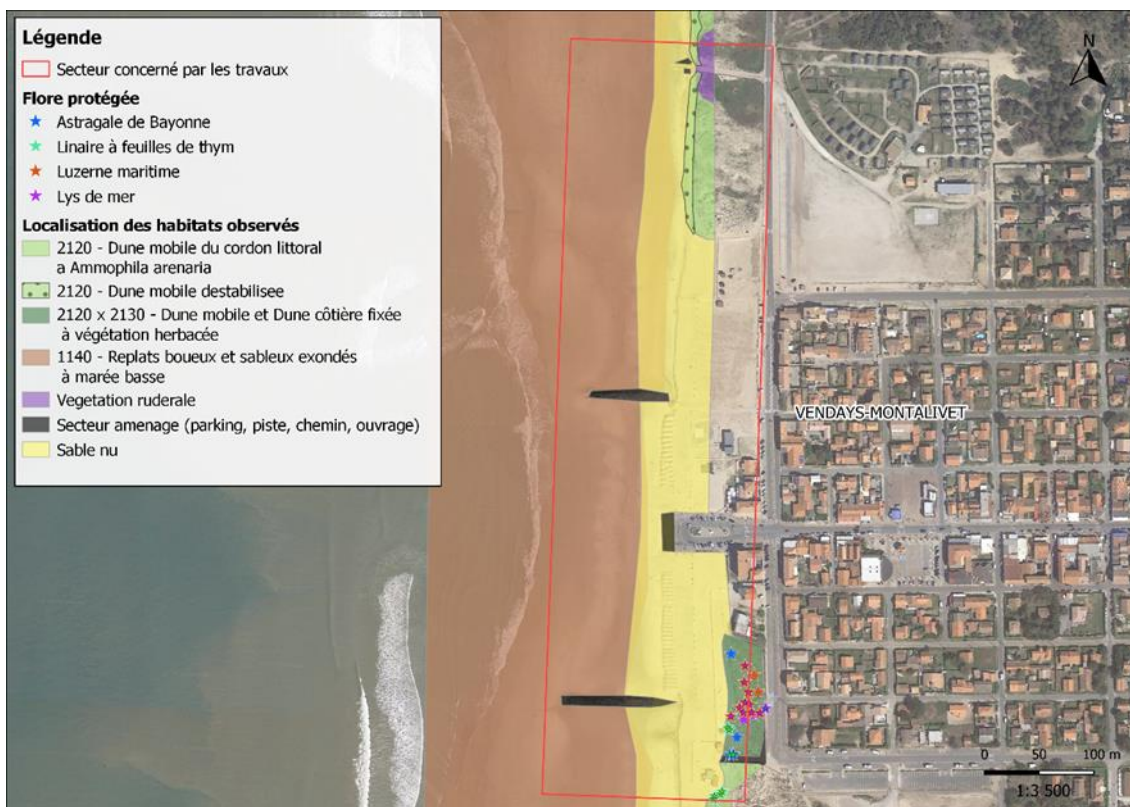 Légende
Secteur concerné par les travaux
Flore protégée
Astragale de Bayonne
Linaire à feuilles de thym
Luzerne maritime
Lys de mer
Localisation des habitats observés
2120 - Dune mobile du cordon littoral
a Ammophila arenaria
2120 - Dune mobile destabilisee
2120 x 2130 - Dune mobile et Dune côtière fixée
à végétation herbacée
1140 - Replats boueux et sableux exondés
à marée basse
Vegetation ruderale
Secteur amenage (parking, piste, chemin, ouvrage)
Sable nu
N
VENDAYS-MONTALIVET
0 50 100 m
1:3 500